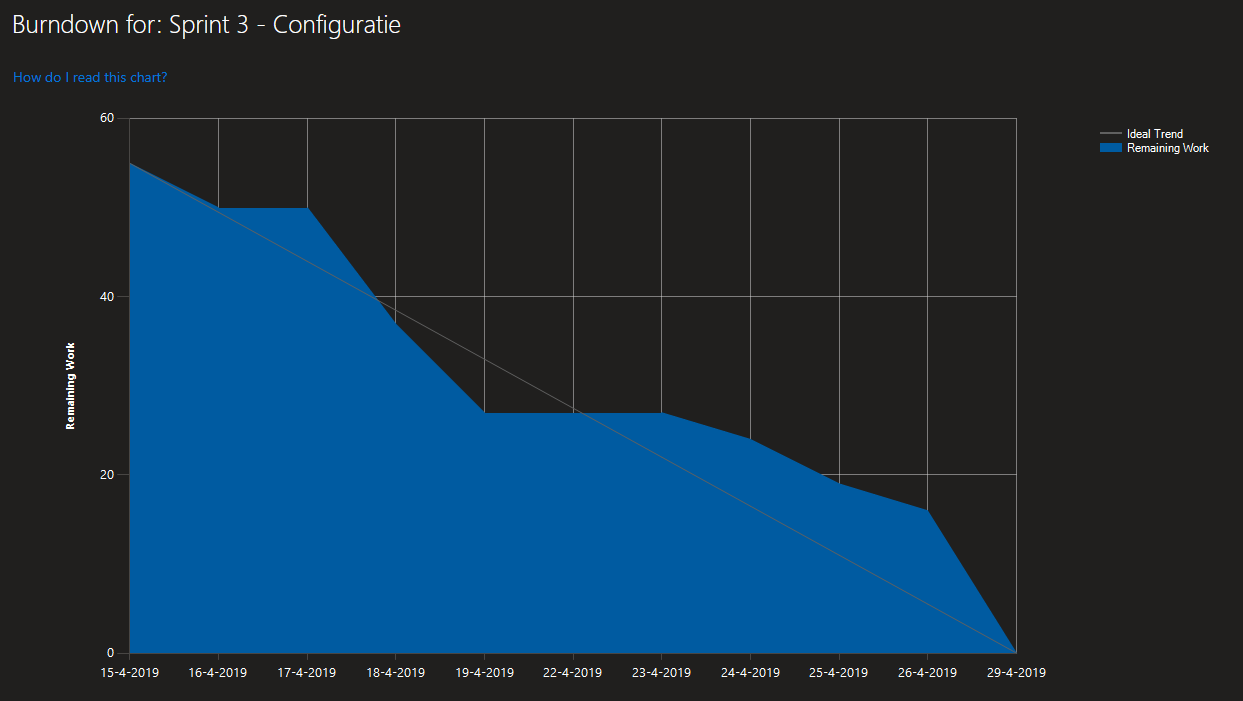 Burndown for: Sprint 3 - Configuratie
How do I read this chart?
Ideal Trend
Remaining Work
60
40
20
0
Remaining Work
15-4-2019 16-4-2019 17-4-2019 18-4-2019 19-4-2019 22-4-2019 23-4-2019 24-4-2019 25-4-2019 26-4-2019 29-4-2019